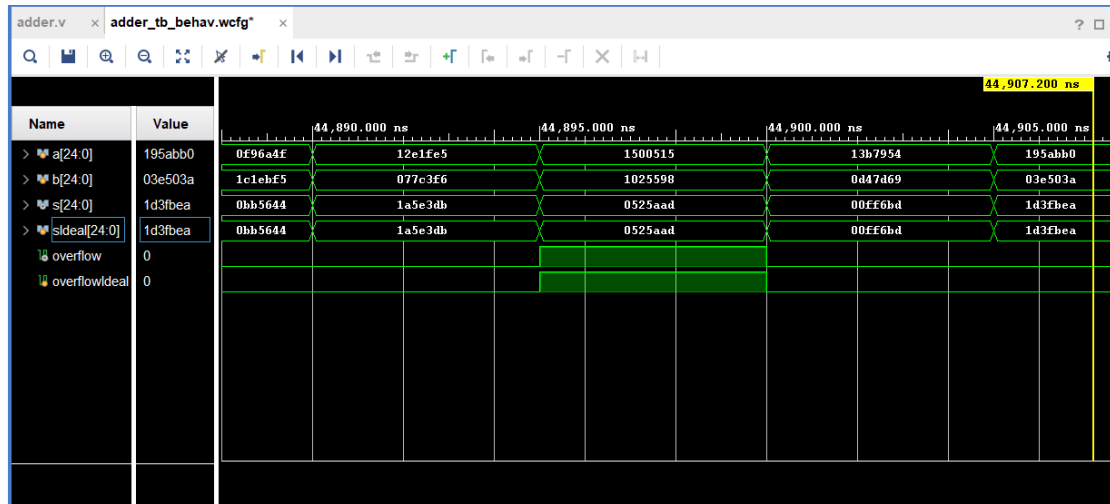 adder.v × adder_tb_behav.wcfg* × ?
44,907.200 ns
Name Value 44,890.000 ns 44,895.000 ns 44,900.000 ns 44,905.000 ns
a[24:0] 195abb0 0f96a4f 12e1fe5 1500515 13b7954 195abb0
b[24:0] 03e503a 1c1ebf5 077c3f6 1025598 0d47d69 03e503a
s[24:0] 1d3fbea 0bb5644 1a5e3db 0525aad 00ff6bd 1d3fbea
sIdeal[24:0] 1d3fbea 0bb5644 1a5e3db 0525aad 00ff6bd 1d3fbea
overflow 0
overflowIdeal 0